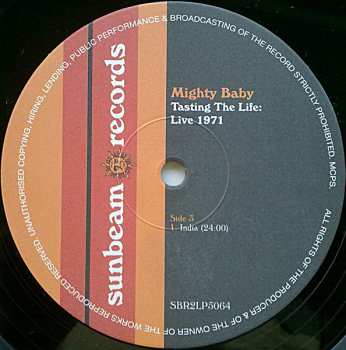 Mighty Baby
Tasting The Life:
Live 1971
Side 3
1 India (24:00)
SBR2LP5064
sunbeam records
ALL RIGHTS OF THE PRODUCER & OF THE OWNER OF THE WORKS REPRODUCED RESERVED. UNAUTHORISED COPYING, HIRING, LENDING, PUBLIC PERFORMANCE & BROADCASTING OF THE RECORD STRICTLY PROHIBITED. MCPS.